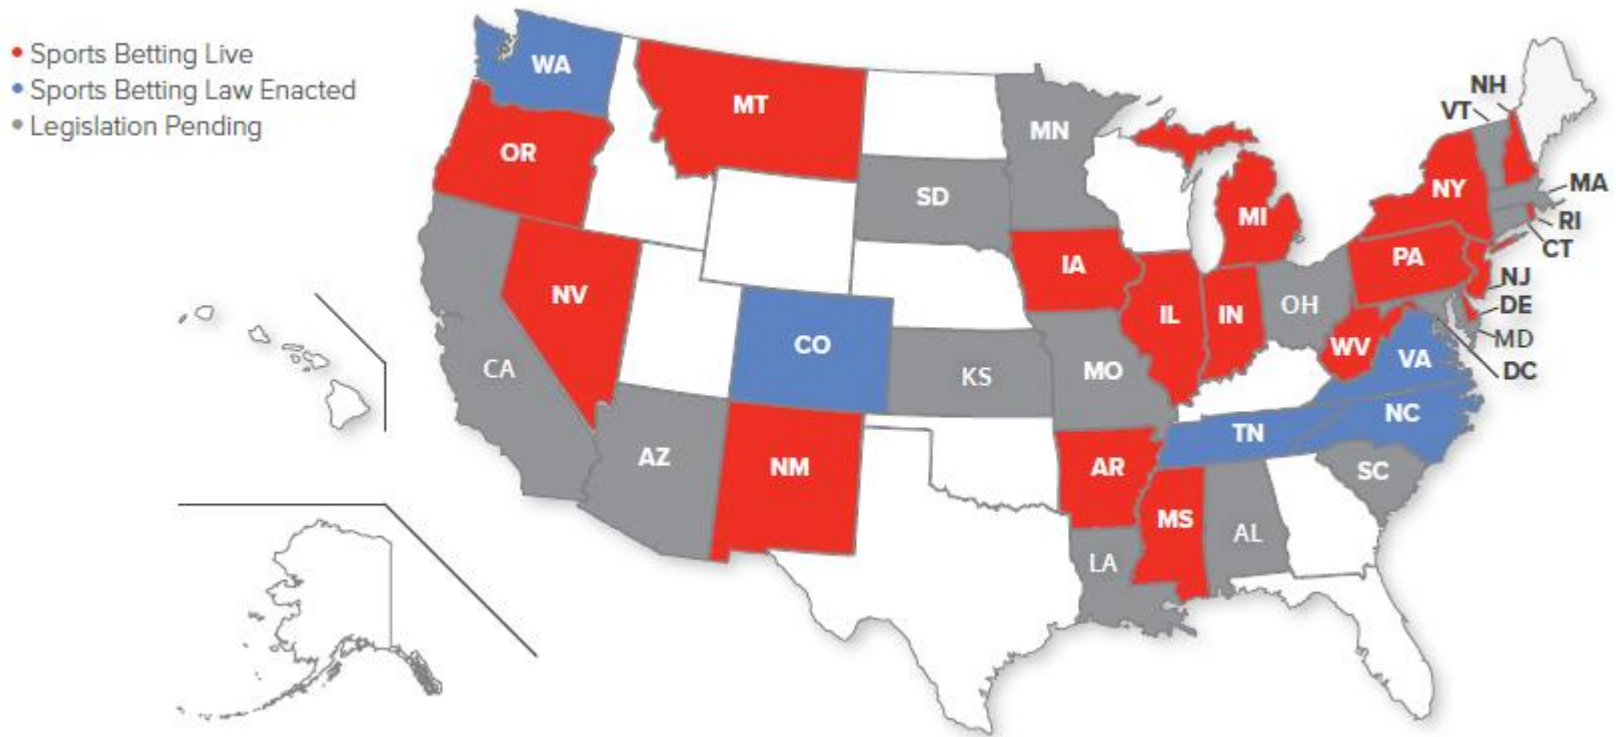 Sports Betting Live
Sports Betting Law Enacted
Legislation Pending
WA
MT
OR
MN
NH
VT
SD
NY
MA
MI
RI
CT
IA
PA
NV
IL
IN
OH
NJ
DE
MD
DC
CO
WV
VA
CA
KS
MO
NC
TN
AZ
NM
AR
SC
MS
AL
LA